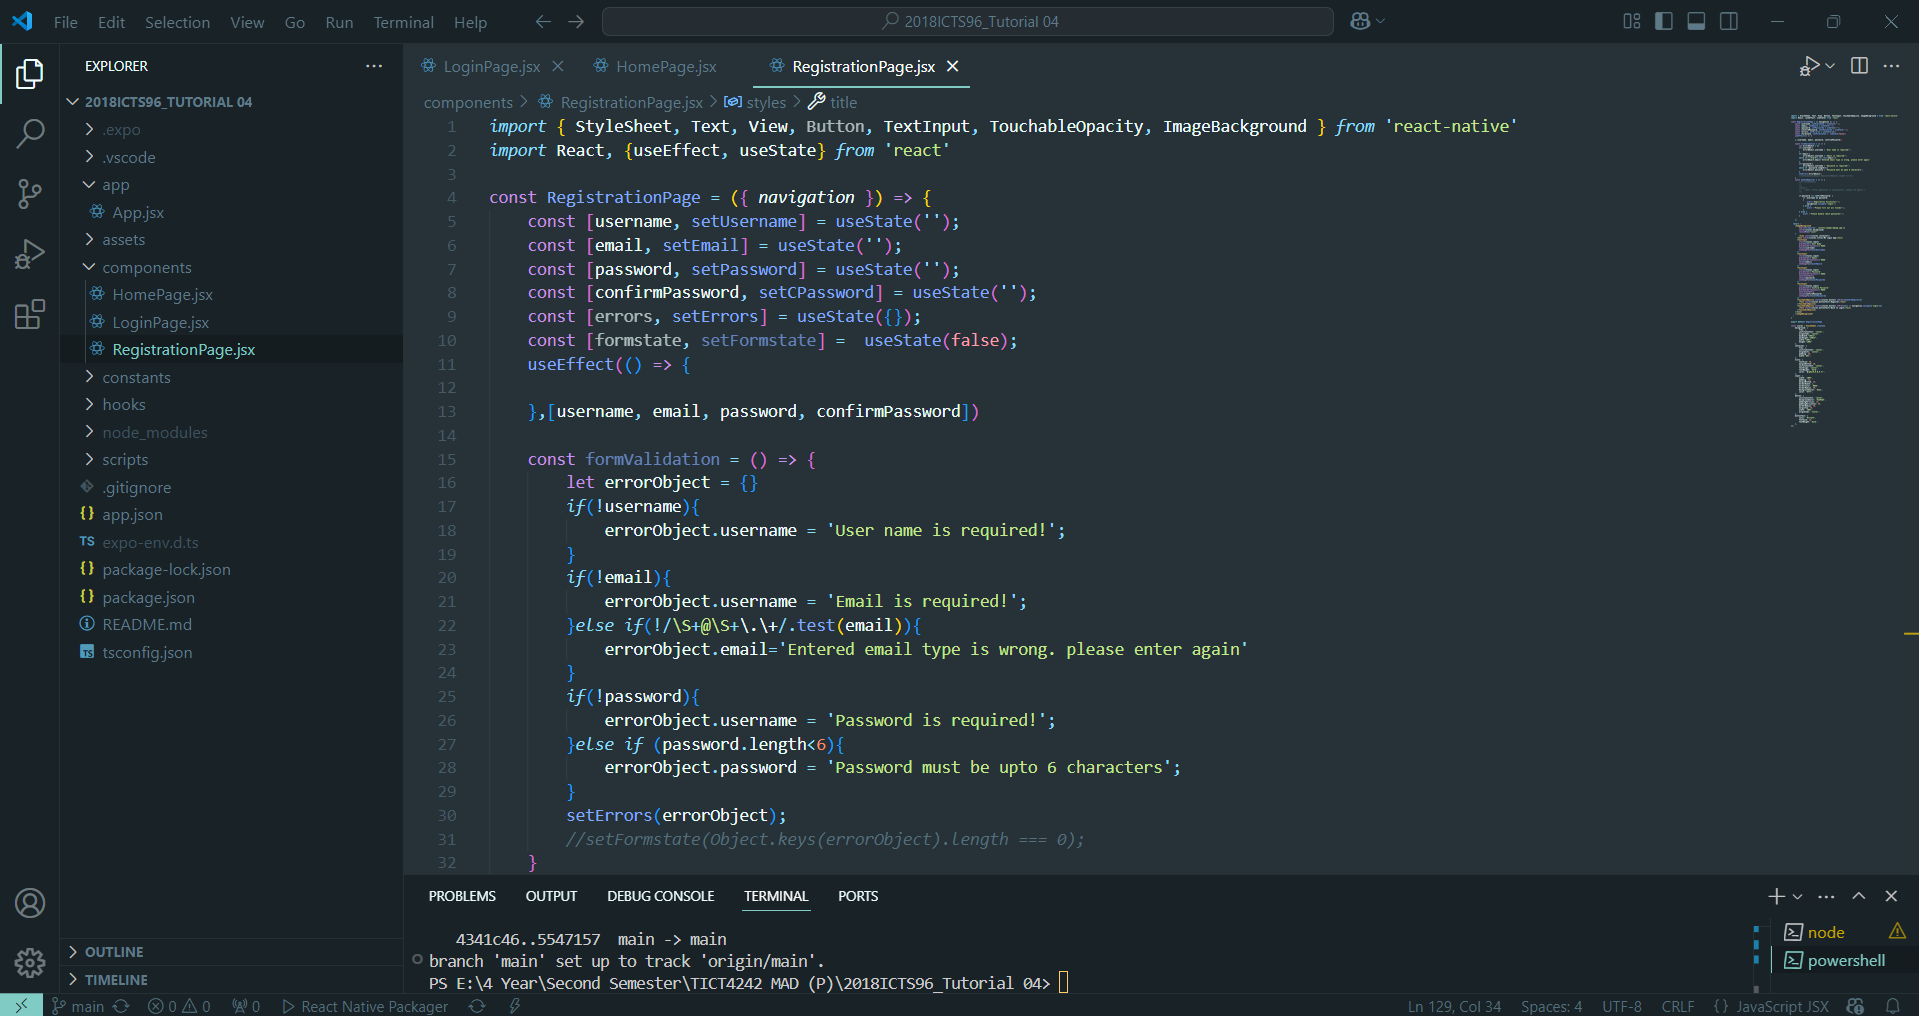 File Edit Selection View Go Run Terminal Help
2018ICTS96_Tutorial 04
EXPLORER
2018ICTS96_TUTORIAL 04
.expo
.vscode
app
App.jsx
assets
components
HomePage.jsx
LoginPage.jsx
RegistrationPage.jsx
constants
hooks
node_modules
scripts
.gitignore
app.json
expo-env.d.ts
package-lock.json
package.json
README.md
tsconfig.json
OUTLINE
TIMELINE
LoginPage.jsx HomePage.jsx RegistrationPage.jsx
components > RegistrationPage.jsx > styles > title
1 import { StyleSheet, Text, View, Button, TextInput, TouchableOpacity, ImageBackground } from 'react-native'
2 import React, {useEffect, useState} from 'react'
3
4 const RegistrationPage = ({ navigation }) => {
5 const [username, setUsername] = useState('');
6 const [email, setEmail] = useState('');
7 const [password, setPassword] = useState('');
8 const [confirmPassword, setCPassword] = useState('');
9 const [errors, setErrors] = useState({});
10 const [formstate, setFormstate] =  useState(false);
11 useEffect(() => {
12
13 },[username, email, password, confirmPassword])
14
15 const formValidation = () => {
16 let errorObject = {}
17 if(!username){
18 errorObject.username = 'User name is required!';
19 }
20 if(!email){
21 errorObject.username = 'Email is required!';
22 }else if(!/\S+@\S+\.\+/.test(email)){
23 errorObject.email='Entered email type is wrong. please enter again'
24 }
25 if(!password){
26 errorObject.username = 'Password is required!';
27 }else if (password.length<6){
28 errorObject.password = 'Password must be upto 6 characters';
29 }
30 setErrors(errorObject);
31 //setFormstate(Object.keys(errorObject).length === 0);
32 }
PROBLEMS OUTPUT DEBUG CONSOLE TERMINAL PORTS
4341c46..5547157  main -> main
branch 'main' set up to track 'origin/main'.
PS E:\4 Year\Second Semester\TICT4242 MAD (P)\2018ICTS96_Tutorial 04>
node
powershell
main 0 0 0 React Native Packager Ln 129, Col 34 Spaces: 4 UTF-8 CRLF {} JavaScript JSX